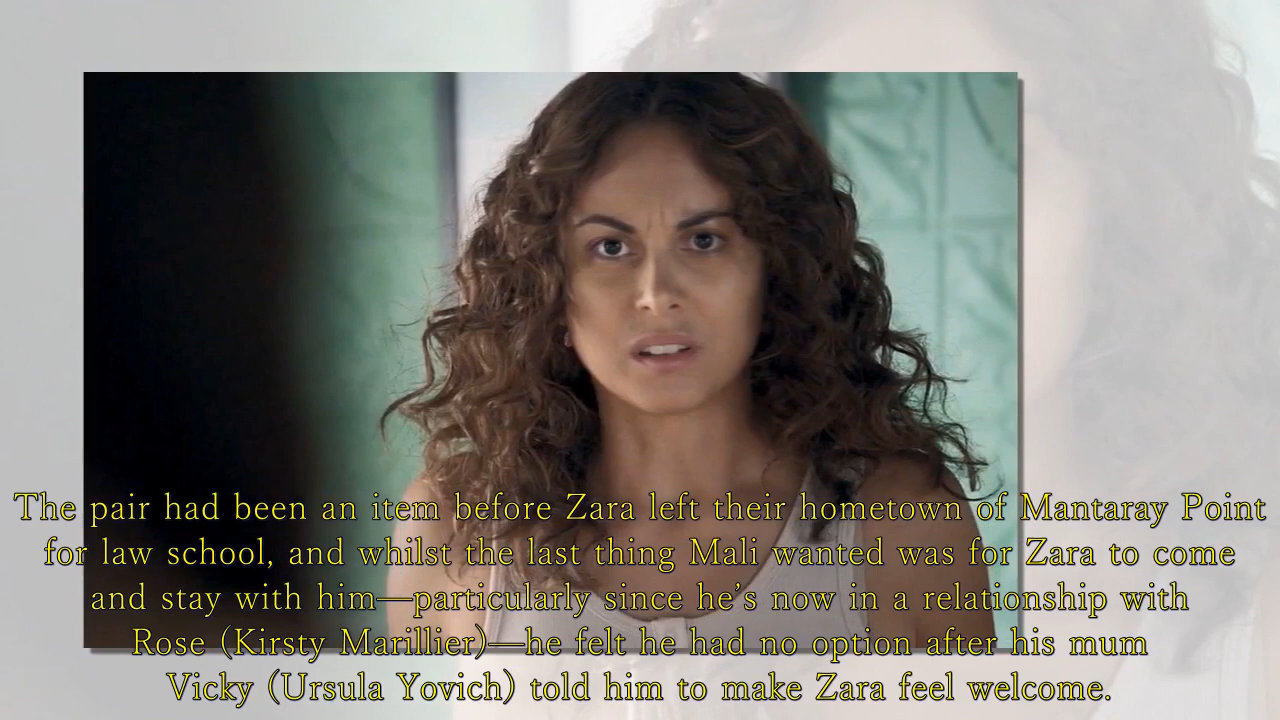 The pair had been an item before Zara left their hometown of Mantaray Point
for law school, and whilst the last thing Mali wanted was for Zara to come
and stay with him—particularly since he’s now in a relationship with
Rose (Kirsty Marillier)—he felt he had no option after his mum
Vicky (Ursula Yovich) told him to make Zara feel welcome.